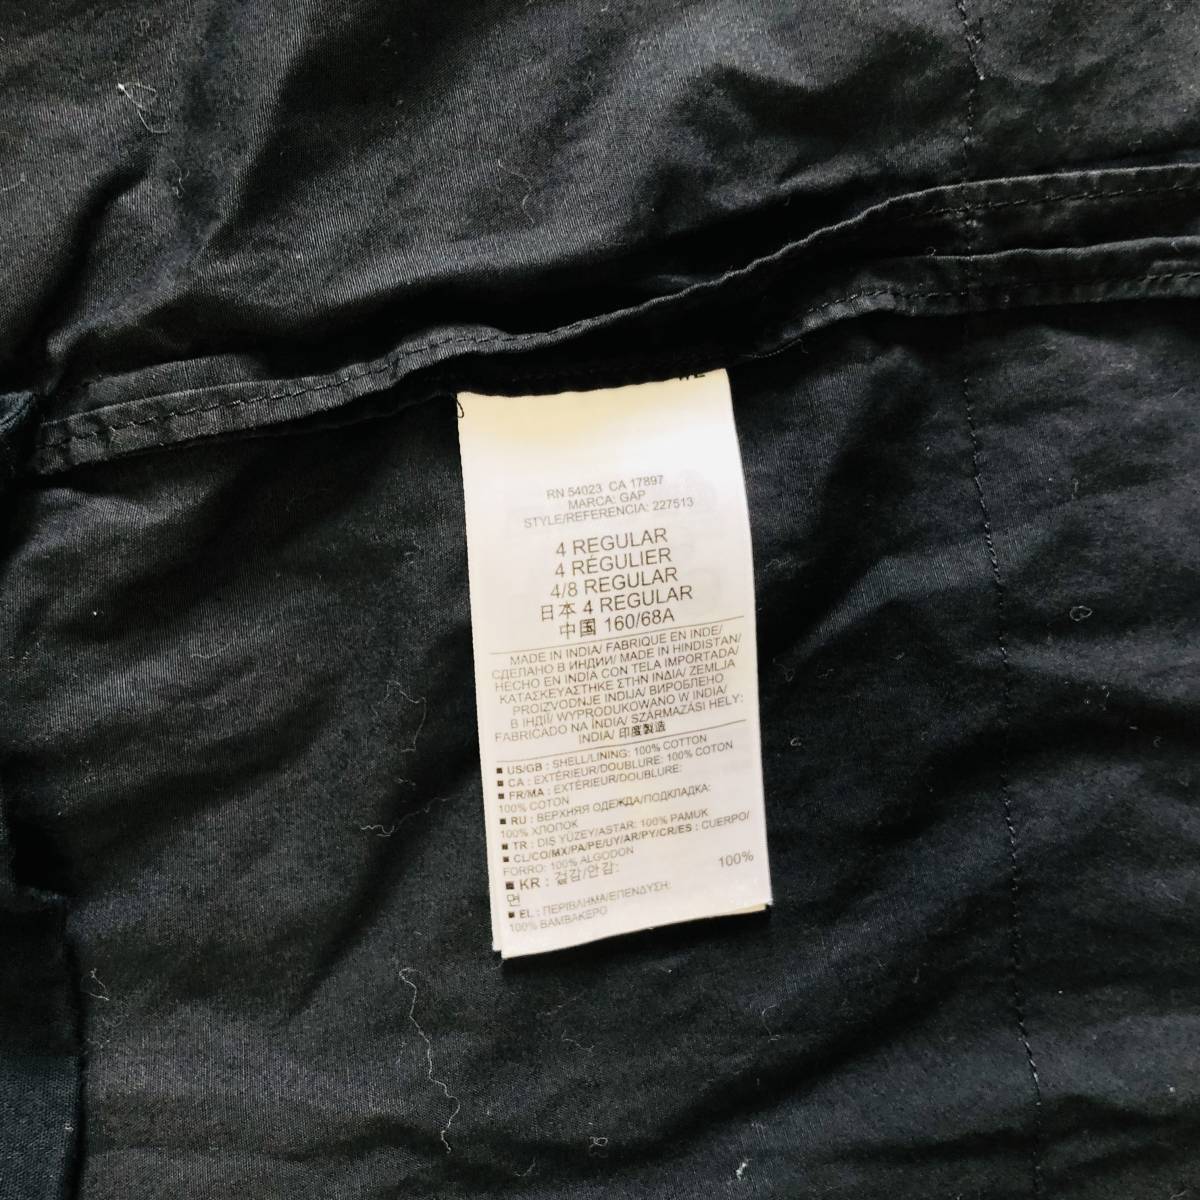 RN 54023 CA 17897
MARCA: GAP
STYLE/REFERENCIA: 227513
4 REGULAR
4 RÉGULIER
4/8 REGULAR
日本 4 REGULAR
中国 160/68A
MADE IN INDIA/ FABRIQUE EN INDE/
СДЕЛАНО В ИНДИИ/ MADE IN HINDISTAN/
HECHO EN INDIA CON TELA IMPORTADA/
ΚΑΤΑΣΚΕΥΑΣΤΗΚΕ ΣΤΗΝ ΙΝΔΙΑ/ ZEMLJA
PROIZVODNJE INDIJA/ ВИРОБЛЕНО
В ІНДІЇ/ WYPRODUKOWANO W INDIA/
FABRICADO NA ÍNDIA/ SZÁRMAZÁSI HELY:
INDIA/ 印度製造
■ US/GB : SHELL/LINING: 100% COTTON
■ CA : EXTÉRIEUR/DOUBLURE: 100% COTON
■ FR/MA : EXTÉRIEUR/DOUBLURE:
100% COTON
■ RU : ВЕРХНЯЯ ОДЕЖДА/ПОДКЛАДКА:
100% ХЛОПОК
■ TR : DIŞ YÜZEY/ASTAR: 100% PAMUK
■ CL/CO/MX/PA/PE/UY/AR/PY/CR/ES : CUERPO/
FORRO: 100% ALGODON
■ KR : 겉감/안감: 100%
면
■ EL : ΠΕΡΙΒΛΗΜΑ/ΕΠΕΝΔΥΣΗ:
100% ΒΑΜΒΑΚΕΡΟ